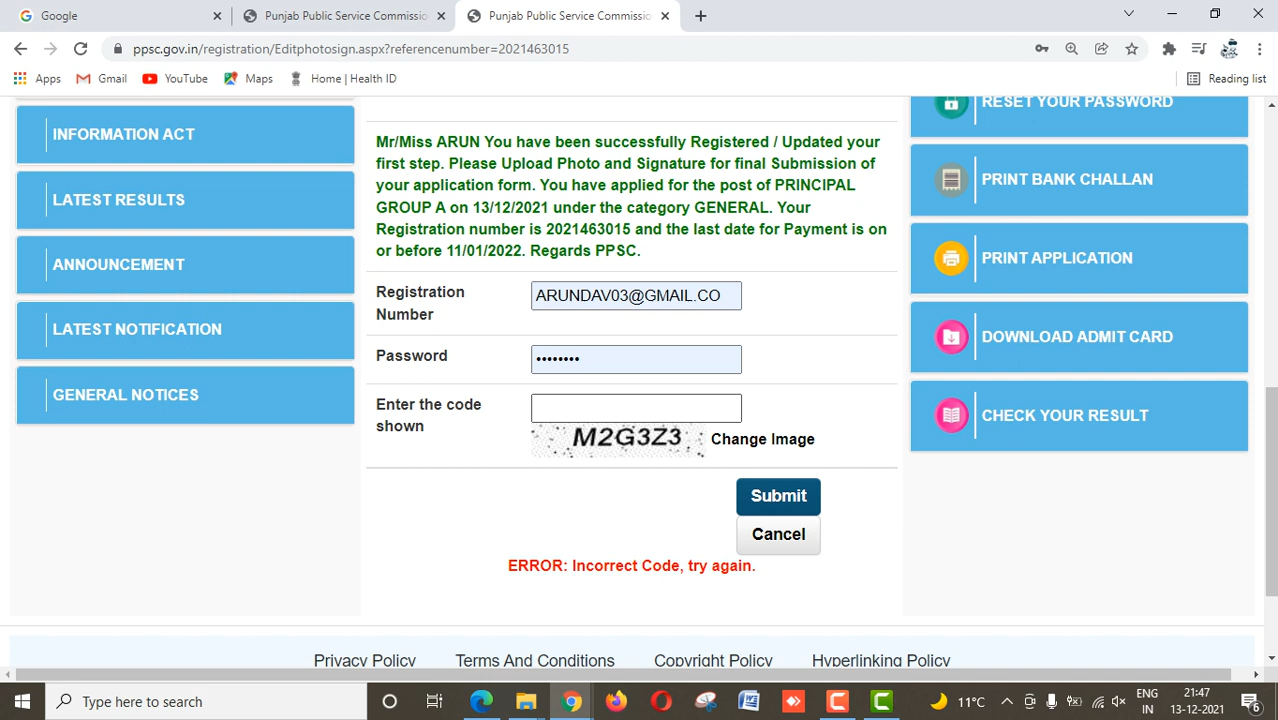 Google
Punjab Public Service Commissio
Punjab Public Service Commissio
ppsc.gov.in/registration/Editphotosign.aspx?referencenumber=2021463015
Apps
Gmail
YouTube
Maps
Home | Health ID
Reading list
INFORMATION ACT
LATEST RESULTS
ANNOUNCEMENT
LATEST NOTIFICATION
GENERAL NOTICES
Mr/Miss ARUN You have been successfully Registered / Updated your
first step. Please Upload Photo and Signature for final Submission of
your application form. You have applied for the post of PRINCIPAL
GROUP A on 13/12/2021 under the category GENERAL. Your
Registration number is 2021463015 and the last date for Payment is on
or before 11/01/2022. Regards PPSC.
Registration
Number
ARUNDAV03@GMAIL.CO
Password
••••••••
Enter the code
shown
M2G3Z3
Change Image
Submit
Cancel
ERROR: Incorrect Code, try again.
RESET YOUR PASSWORD
PRINT BANK CHALLAN
PRINT APPLICATION
DOWNLOAD ADMIT CARD
CHECK YOUR RESULT
Privacy Policy
Terms And Conditions
Copyright Policy
Hyperlinking Policy
Type here to search
11°C
ENG
IN
21:47
13-12-2021
6